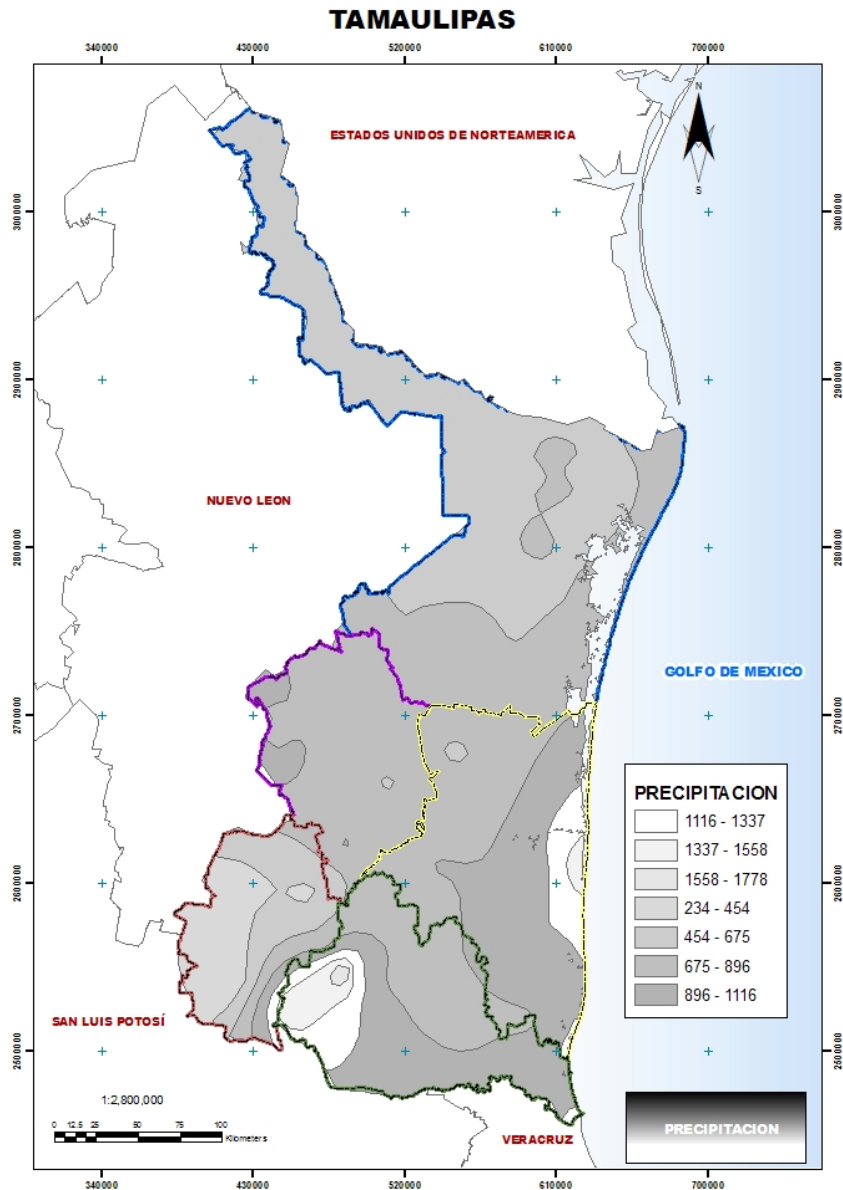 TAMAULIPAS
340000 430000 520000 610000 700000
N
S
ESTADOS UNIDOS DE NORTEAMERICA
3000000 3000000
2900000 2900000
NUEVO LEON
2800000 2800000
GOLFO DE MEXICO
2700000 2700000
PRECIPITACION
1116 - 1337
1337 - 1558
1558 - 1778
234 - 454
454 - 675
675 - 896
896 - 1116
2600000 2600000
SAN LUIS POTOSÍ
2500000 2500000
1:2,800,000
0 12.5 25 50 75 100
Kilometers
VERACRUZ
PRECIPITACION
340000 430000 520000 610000 700000